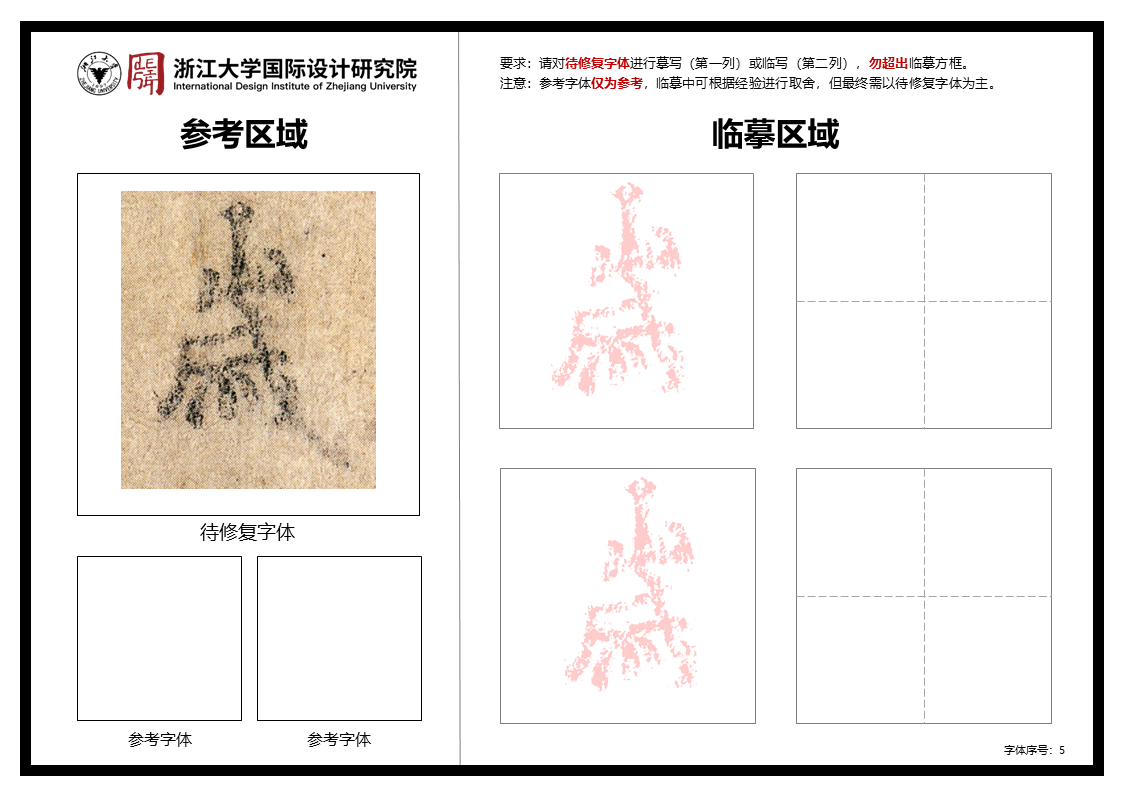 浙江大学国际设计研究院
International Design Institute of Zhejiang University
参考区域
待修复字体
参考字体
参考字体
要求：请对待修复字体进行摹写（第一列）或临写（第二列），勿超出临摹方框。
注意：参考字体仅为参考，临摹中可根据经验进行取舍，但最终需以待修复字体为主。
临摹区域
字体序号：5